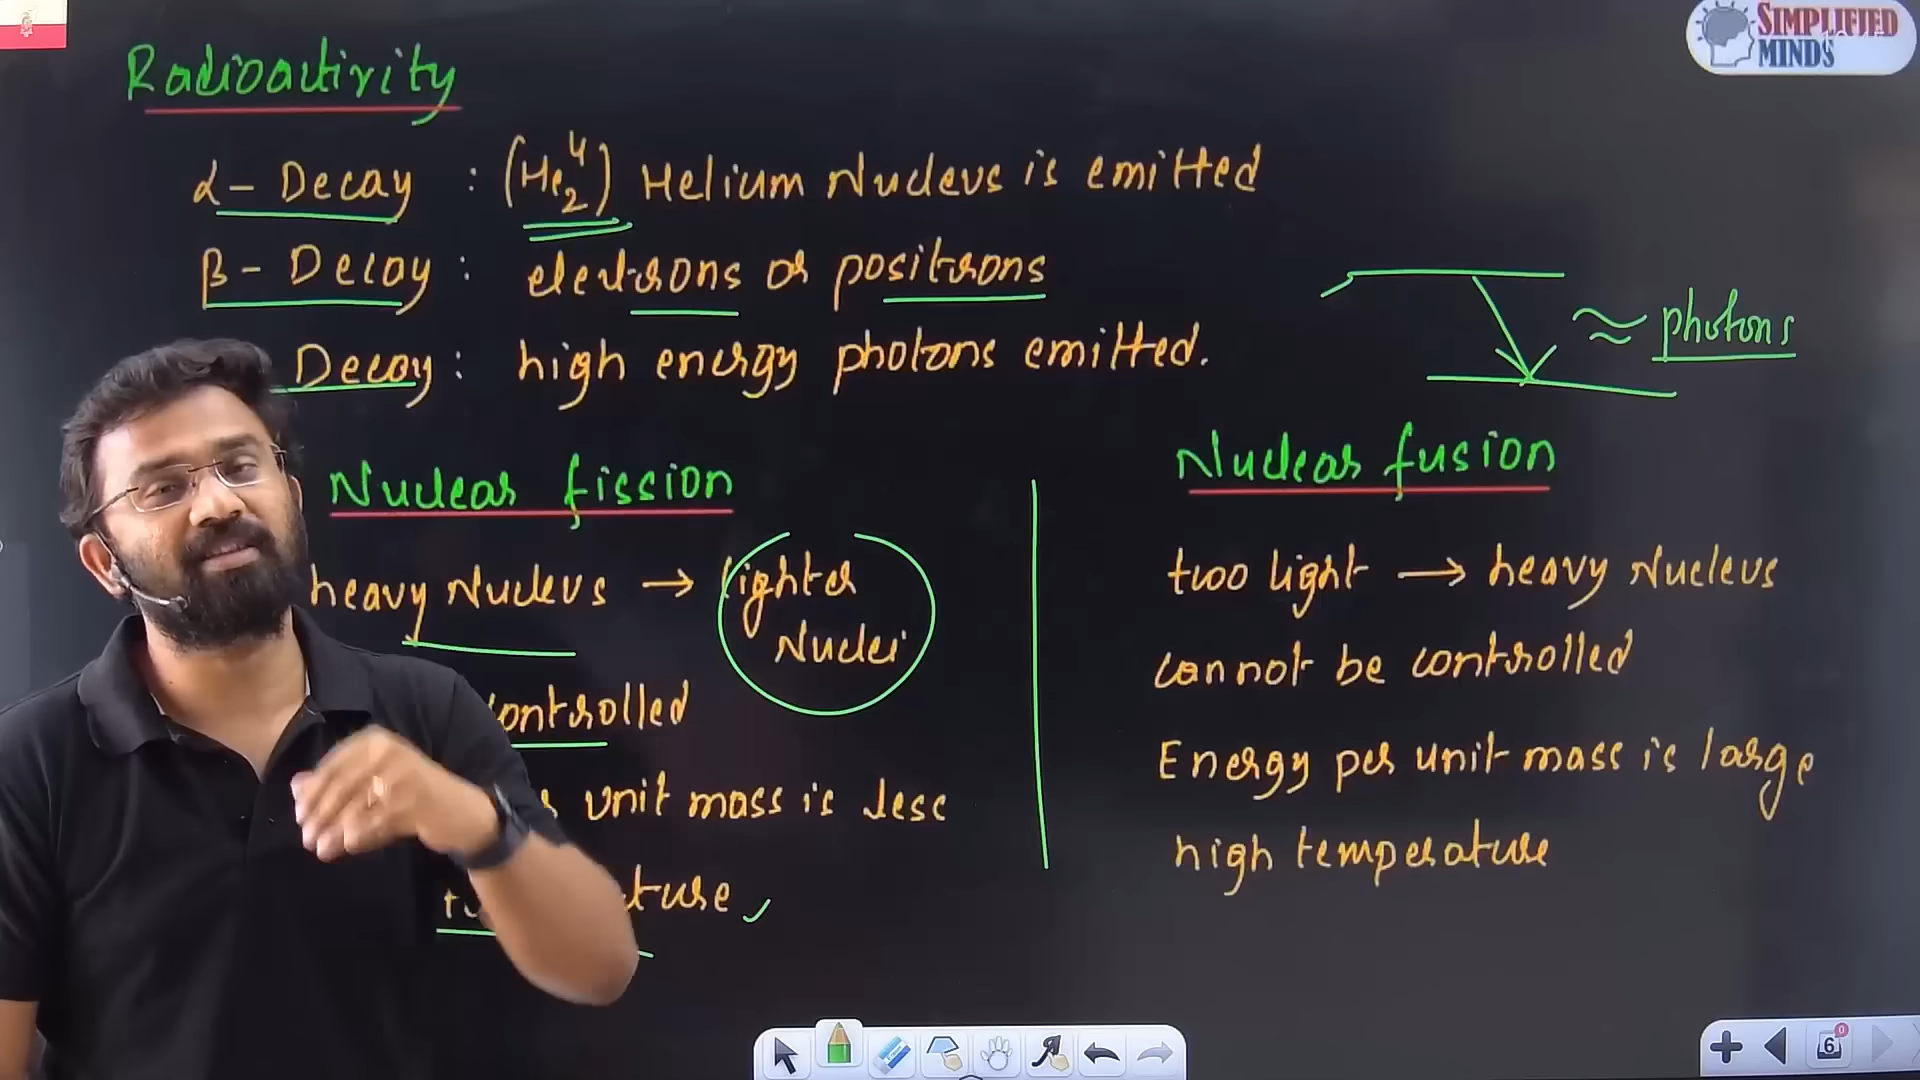 SIMPLIFIED
MINDS
Radioactivity
α - Decay : (He₂⁴) Helium Nucleus is emitted
β - Decay : electrons or positrons
Decay : high energy photons emitted.
≈ photons
Nuclear fission
heavy Nucleus → lighter
Nuclei
controlled
unit mass is less
Nuclear fusion
two light → heavy Nucleus
cannot be controlled
Energy per unit mass is large
high temperature
6
0